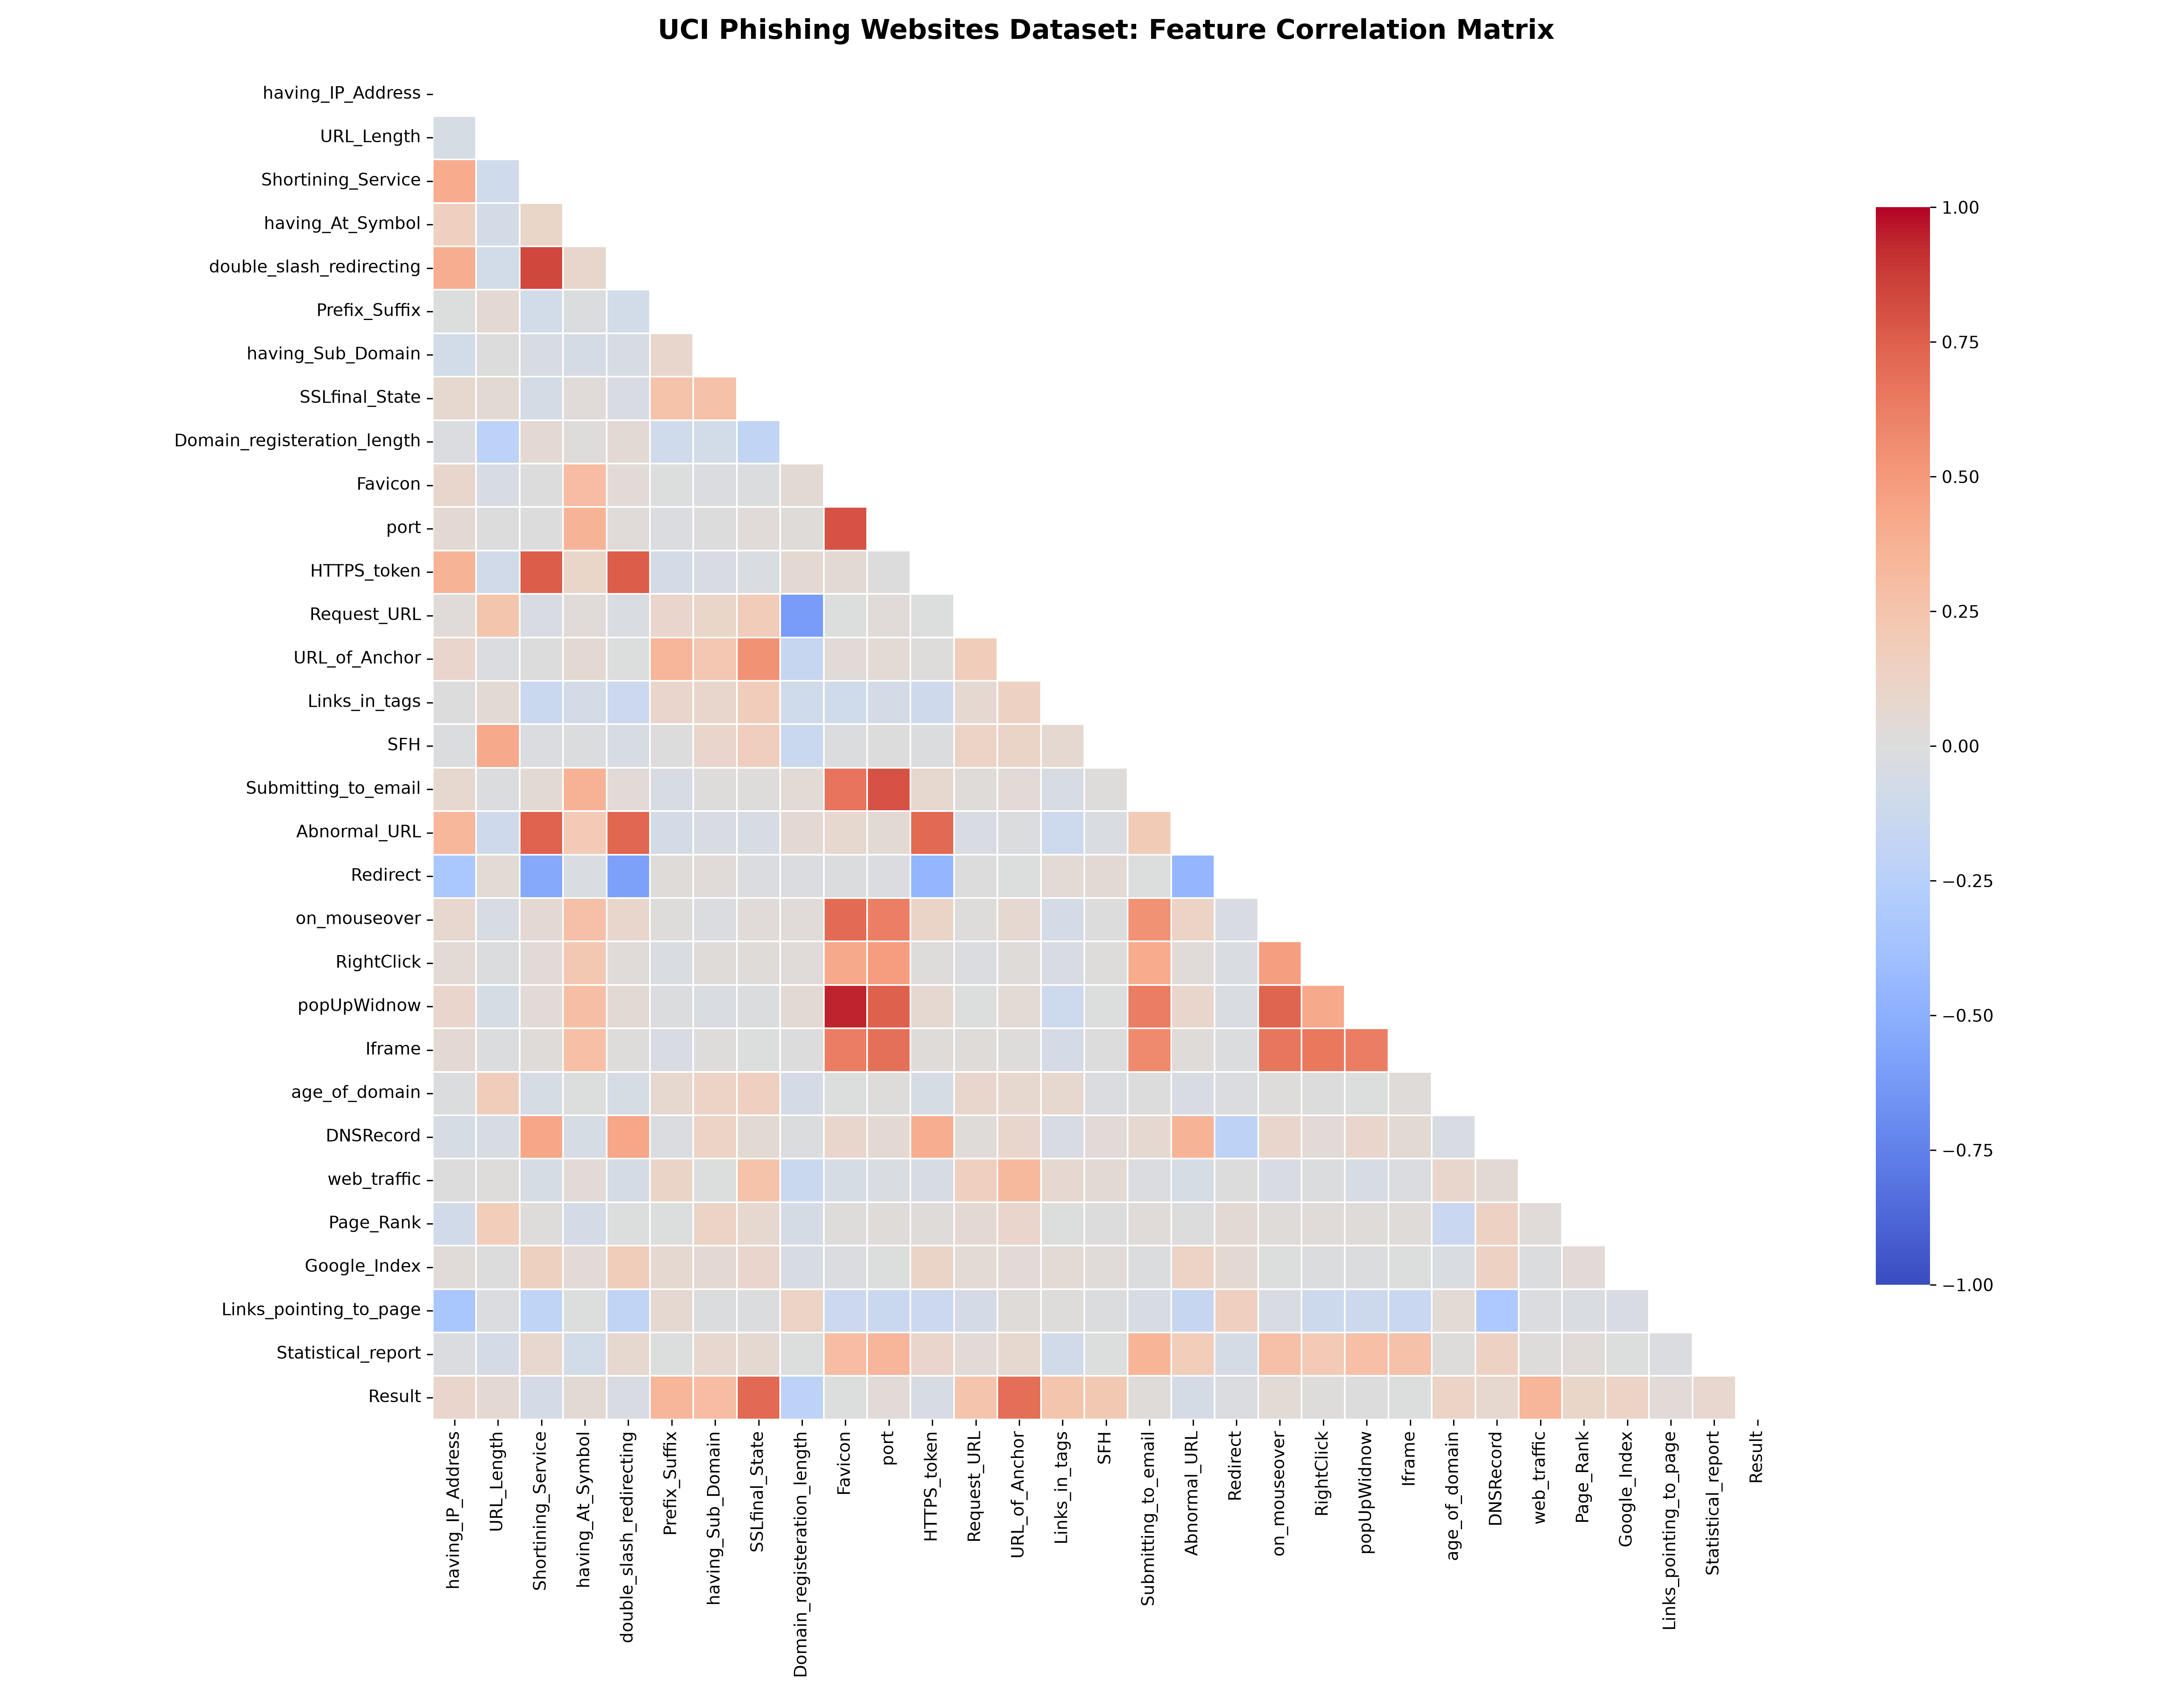 UCI Phishing Websites Dataset: Feature Correlation Matrix
having_IP_Address
URL_Length
Shortining_Service
having_At_Symbol
double_slash_redirecting
Prefix_Suffix
having_Sub_Domain
SSLfinal_State
Domain_registeration_length
Favicon
port
HTTPS_token
Request_URL
URL_of_Anchor
Links_in_tags
SFH
Submitting_to_email
Abnormal_URL
Redirect
on_mouseover
RightClick
popUpWidnow
Iframe
age_of_domain
DNSRecord
web_traffic
Page_Rank
Google_Index
Links_pointing_to_page
Statistical_report
Result
having_IP_Address
URL_Length
Shortining_Service
having_At_Symbol
double_slash_redirecting
Prefix_Suffix
having_Sub_Domain
SSLfinal_State
Domain_registeration_length
Favicon
port
HTTPS_token
Request_URL
URL_of_Anchor
Links_in_tags
SFH
Submitting_to_email
Abnormal_URL
Redirect
on_mouseover
RightClick
popUpWidnow
Iframe
age_of_domain
DNSRecord
web_traffic
Page_Rank
Google_Index
Links_pointing_to_page
Statistical_report
Result
1.00
0.75
0.50
0.25
0.00
−0.25
−0.50
−0.75
−1.00